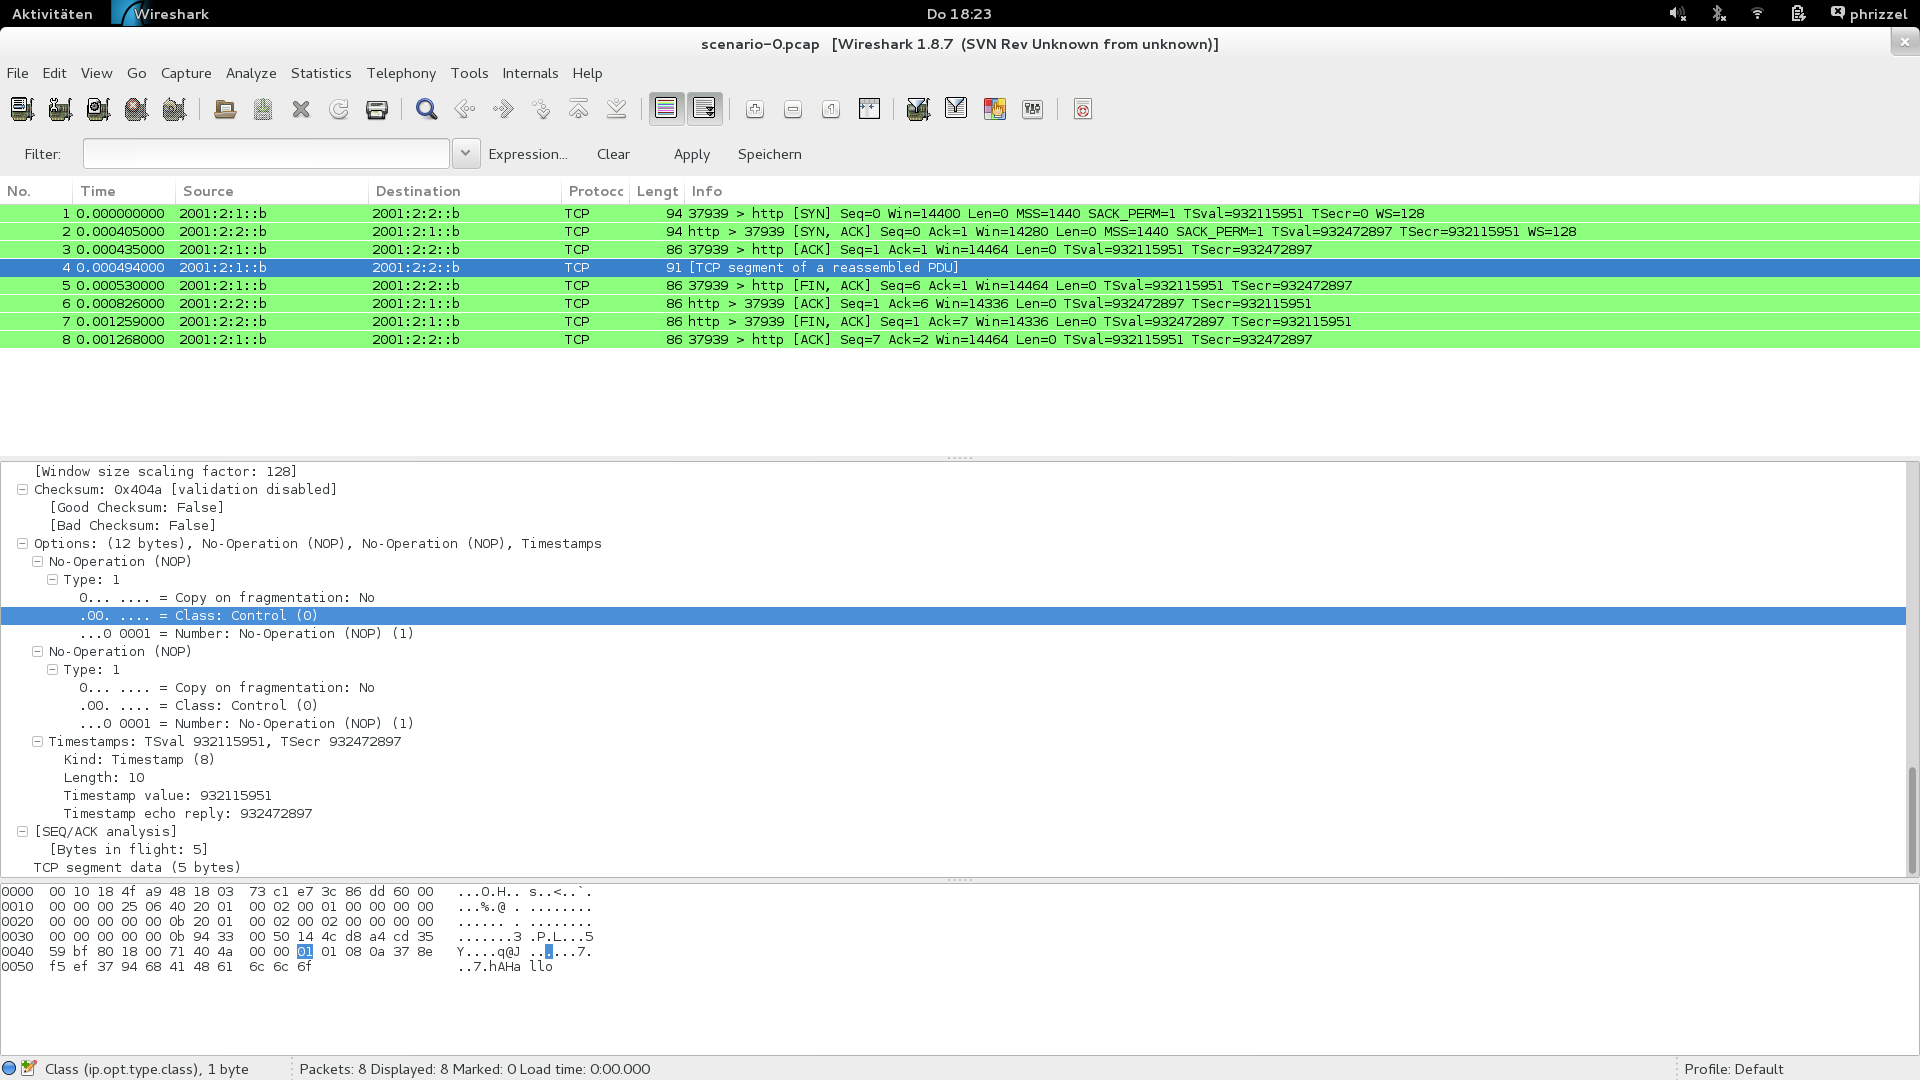 Aktivitäten Wireshark Do 18:23 phrizzel
scenario-0.pcap [Wireshark 1.8.7 (SVN Rev Unknown from unknown)]
File Edit View Go Capture Analyze Statistics Telephony Tools Internals Help
Filter: Expression... Clear Apply Speichern
No. Time Source Destination Protocc Lengt Info
1 0.000000000 2001:2:1::b 2001:2:2::b TCP 94 37939 > http [SYN] Seq=0 Win=14400 Len=0 MSS=1440 SACK_PERM=1 TSval=932115951 TSecr=0 WS=128
2 0.000405000 2001:2:2::b 2001:2:1::b TCP 94 http > 37939 [SYN, ACK] Seq=0 Ack=1 Win=14280 Len=0 MSS=1440 SACK_PERM=1 TSval=932472897 TSecr=932115951 WS=128
3 0.000435000 2001:2:1::b 2001:2:2::b TCP 86 37939 > http [ACK] Seq=1 Ack=1 Win=14464 Len=0 TSval=932115951 TSecr=932472897
4 0.000494000 2001:2:1::b 2001:2:2::b TCP 91 [TCP segment of a reassembled PDU]
5 0.000530000 2001:2:1::b 2001:2:2::b TCP 86 37939 > http [FIN, ACK] Seq=6 Ack=1 Win=14464 Len=0 TSval=932115951 TSecr=932472897
6 0.000826000 2001:2:2::b 2001:2:1::b TCP 86 http > 37939 [ACK] Seq=1 Ack=6 Win=14336 Len=0 TSval=932472897 TSecr=932115951
7 0.001259000 2001:2:2::b 2001:2:1::b TCP 86 http > 37939 [FIN, ACK] Seq=1 Ack=7 Win=14336 Len=0 TSval=932472897 TSecr=932115951
8 0.001268000 2001:2:1::b 2001:2:2::b TCP 86 37939 > http [ACK] Seq=7 Ack=2 Win=14464 Len=0 TSval=932115951 TSecr=932472897
[Window size scaling factor: 128]
Checksum: 0x404a [validation disabled]
[Good Checksum: False]
[Bad Checksum: False]
Options: (12 bytes), No-Operation (NOP), No-Operation (NOP), Timestamps
No-Operation (NOP)
Type: 1
0... .... = Copy on fragmentation: No
.00. .... = Class: Control (0)
...0 0001 = Number: No-Operation (NOP) (1)
No-Operation (NOP)
Type: 1
0... .... = Copy on fragmentation: No
.00. .... = Class: Control (0)
...0 0001 = Number: No-Operation (NOP) (1)
Timestamps: TSval 932115951, TSecr 932472897
Kind: Timestamp (8)
Length: 10
Timestamp value: 932115951
Timestamp echo reply: 932472897
[SEQ/ACK analysis]
[Bytes in flight: 5]
TCP segment data (5 bytes)
0000 00 10 18 4f a9 48 18 03 73 c1 e7 3c 86 dd 60 00 ...O.H.. s..<..`.
0010 00 00 00 25 06 40 20 01 00 02 00 01 00 00 00 00 ...%.@ . ........
0020 00 00 00 00 00 0b 20 01 00 02 00 02 00 00 00 00 ...... . ........
0030 00 00 00 00 00 0b 94 33 00 50 14 4c d8 a4 cd 35 .......3 .P.L...5
0040 59 bf 80 18 00 71 40 4a 00 00 01 01 08 0a 37 8e Y....q@J ......7.
0050 f5 ef 37 94 68 41 48 61 6c 6c 6f ..7.hAHa llo
Class (ip.opt.type.class), 1 byte Packets: 8 Displayed: 8 Marked: 0 Load time: 0:00.000 Profile: Default